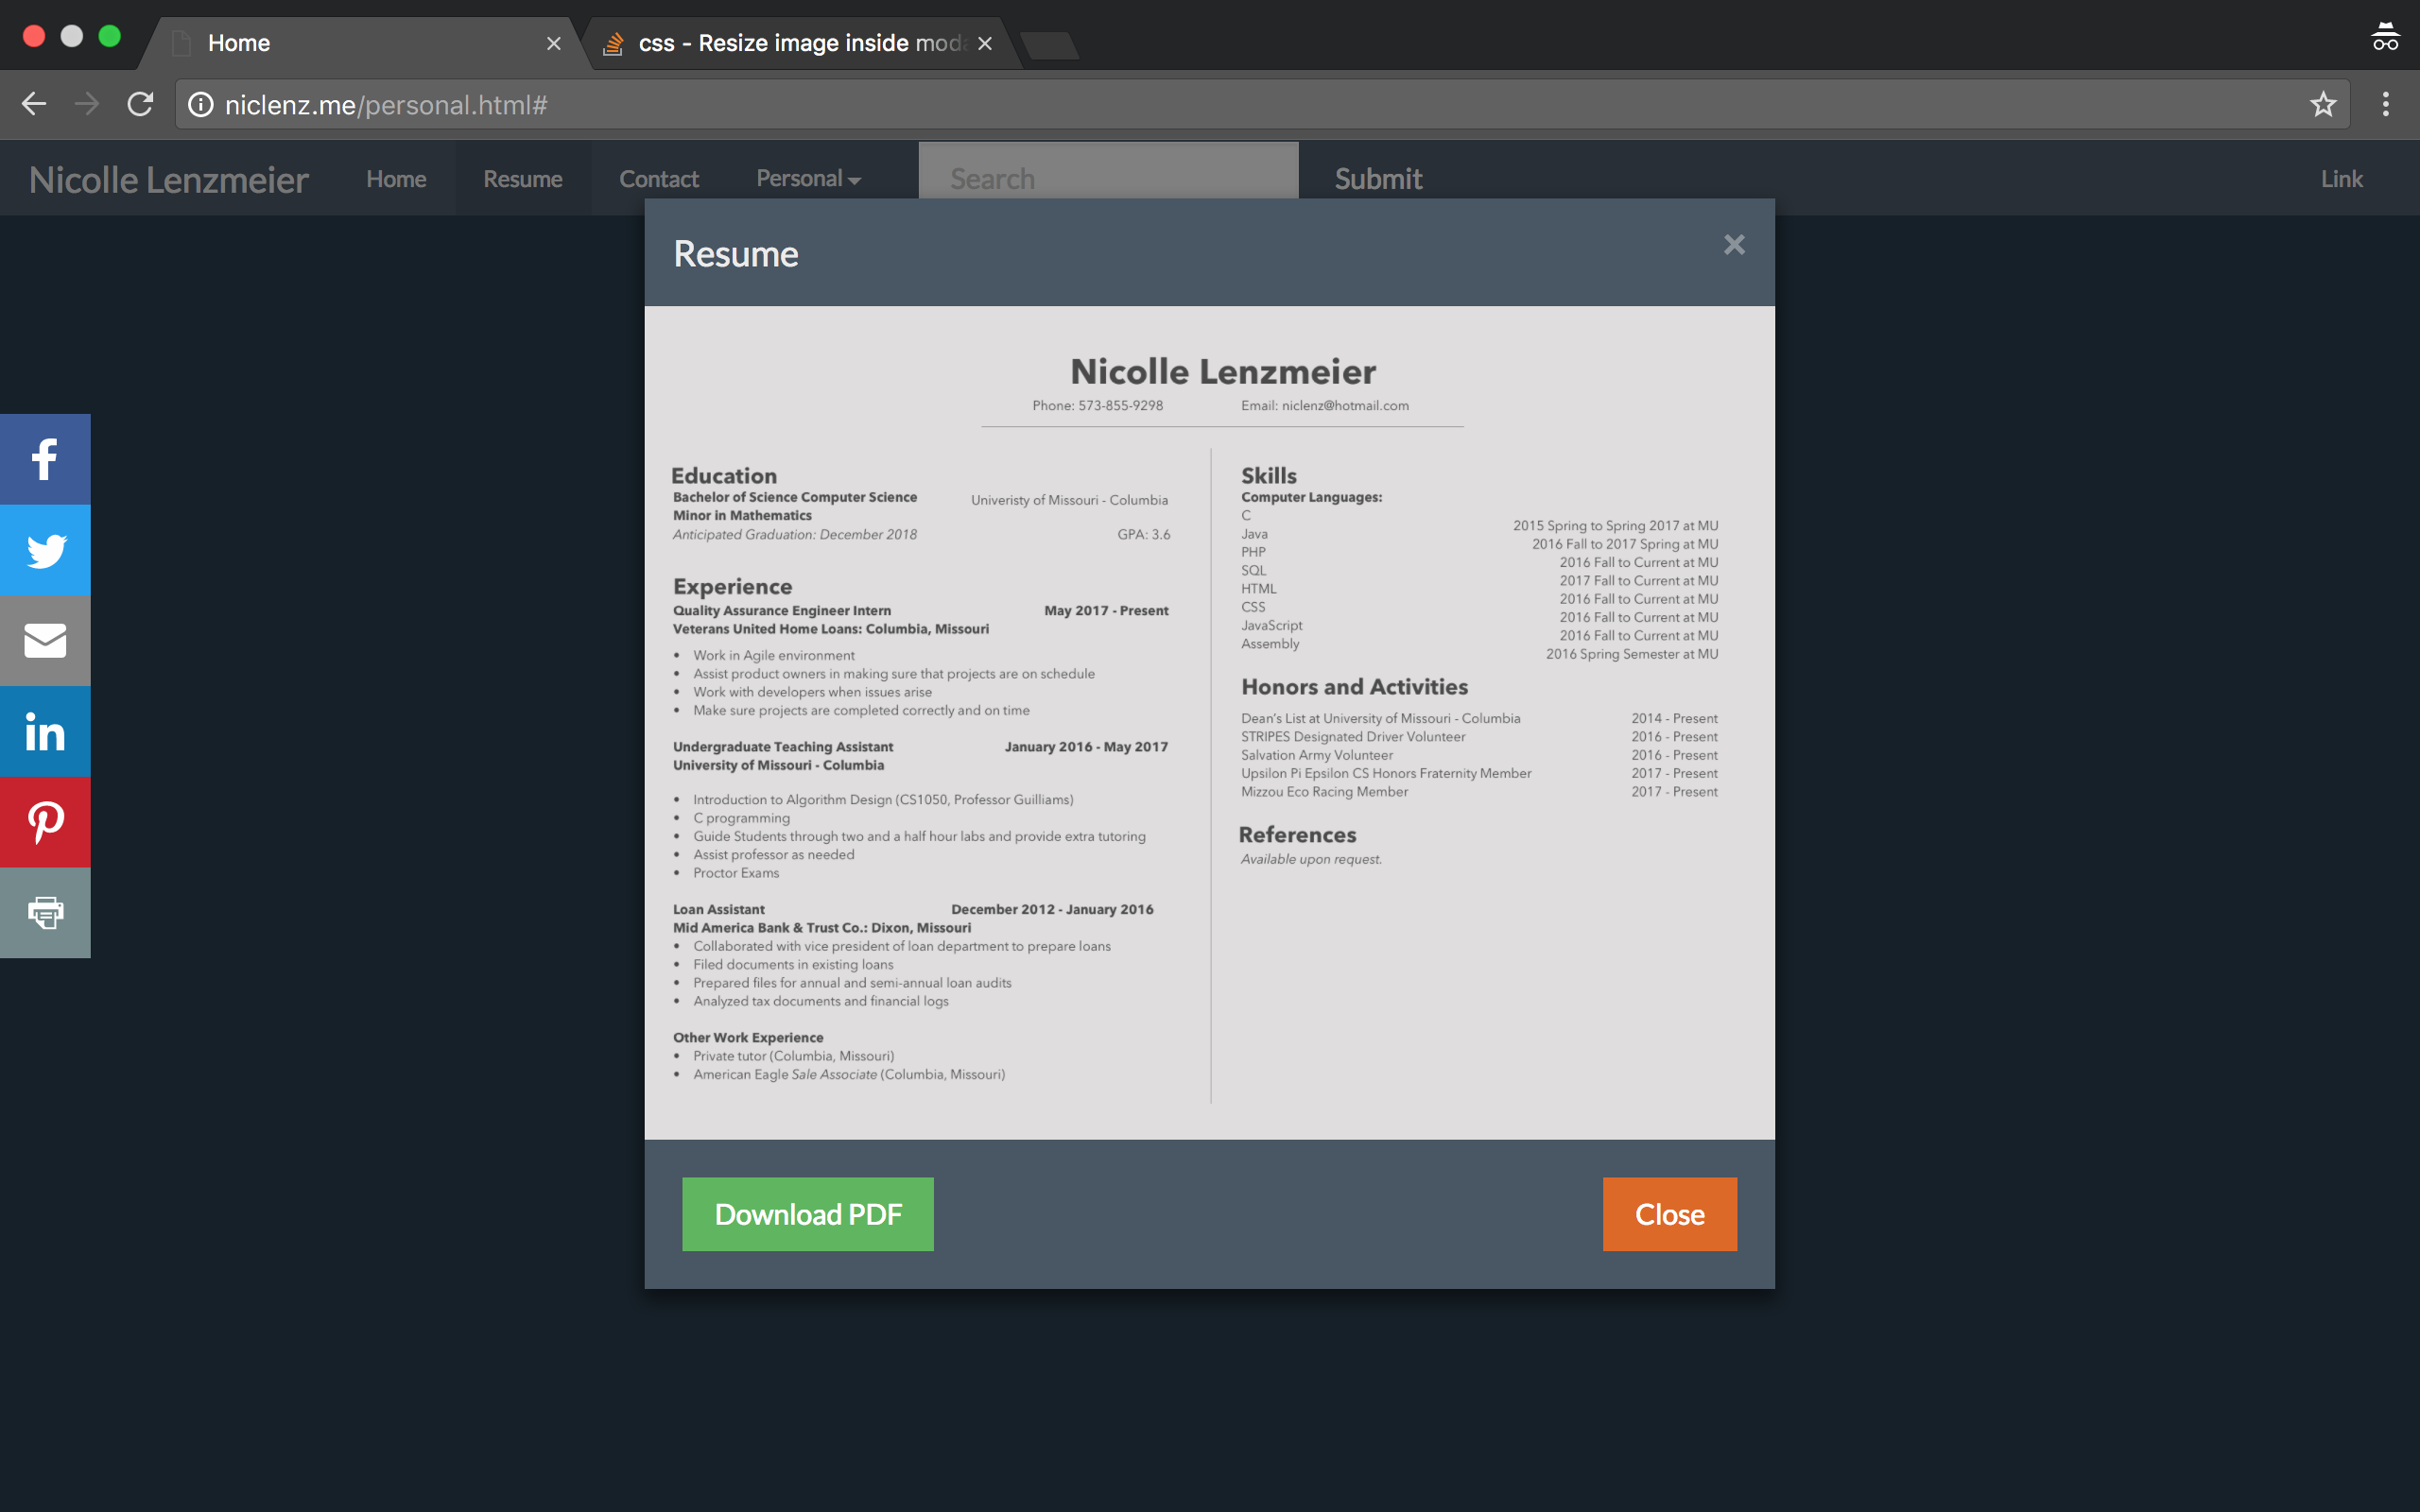 Home
css - Resize image inside moda
niclenz.me/personal.html#
Nicolle Lenzmeier Home Resume Contact Personal Search Submit Link
Resume
Nicolle Lenzmeier
Phone: 573-855-9298 Email: niclenz@hotmail.com
Education
Bachelor of Science Computer Science Univeristy of Missouri - Columbia
Minor in Mathematics
Anticipated Graduation: December 2018 GPA: 3.6
Experience
Quality Assurance Engineer Intern May 2017 - Present
Veterans United Home Loans: Columbia, Missouri
• Work in Agile environment
• Assist product owners in making sure that projects are on schedule
• Work with developers when issues arise
• Make sure projects are completed correctly and on time
Undergraduate Teaching Assistant January 2016 - May 2017
University of Missouri - Columbia
• Introduction to Algorithm Design (CS1050, Professor Guilliams)
• C programming
• Guide Students through two and a half hour labs and provide extra tutoring
• Assist professor as needed
• Proctor Exams
Loan Assistant December 2012 - January 2016
Mid America Bank & Trust Co.: Dixon, Missouri
• Collaborated with vice president of loan department to prepare loans
• Filed documents in existing loans
• Prepared files for annual and semi-annual loan audits
• Analyzed tax documents and financial logs
Other Work Experience
• Private tutor (Columbia, Missouri)
• American Eagle Sale Associate (Columbia, Missouri)
Skills
Computer Languages:
C 2015 Spring to Spring 2017 at MU
Java 2016 Fall to 2017 Spring at MU
PHP 2016 Fall to Current at MU
SQL 2017 Fall to Current at MU
HTML 2016 Fall to Current at MU
CSS 2016 Fall to Current at MU
JavaScript 2016 Fall to Current at MU
Assembly 2016 Spring Semester at MU
Honors and Activities
Dean's List at University of Missouri - Columbia 2014 - Present
STRIPES Designated Driver Volunteer 2016 - Present
Salvation Army Volunteer 2016 - Present
Upsilon Pi Epsilon CS Honors Fraternity Member 2017 - Present
Mizzou Eco Racing Member 2017 - Present
References
Available upon request.
Download PDF Close